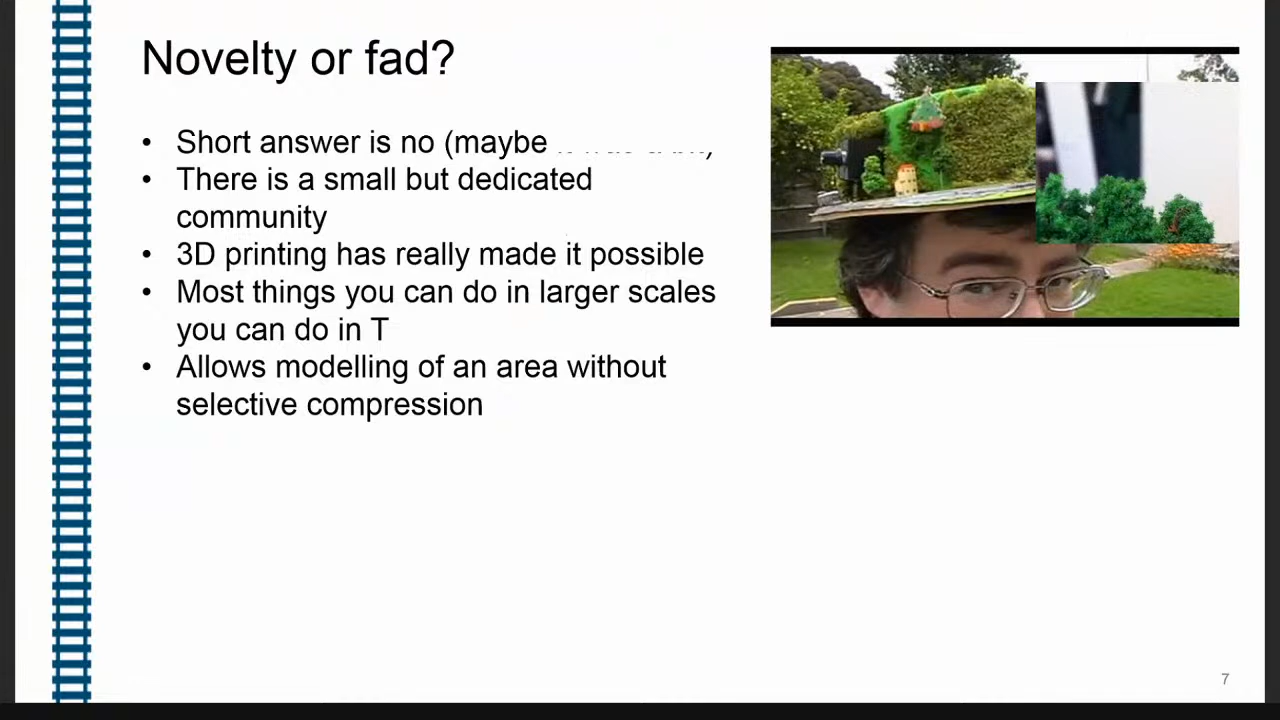 Novelty or fad?
• Short answer is no (maybe
• There is a small but dedicated
community
• 3D printing has really made it possible
• Most things you can do in larger scales
you can do in T
• Allows modelling of an area without
selective compression
7